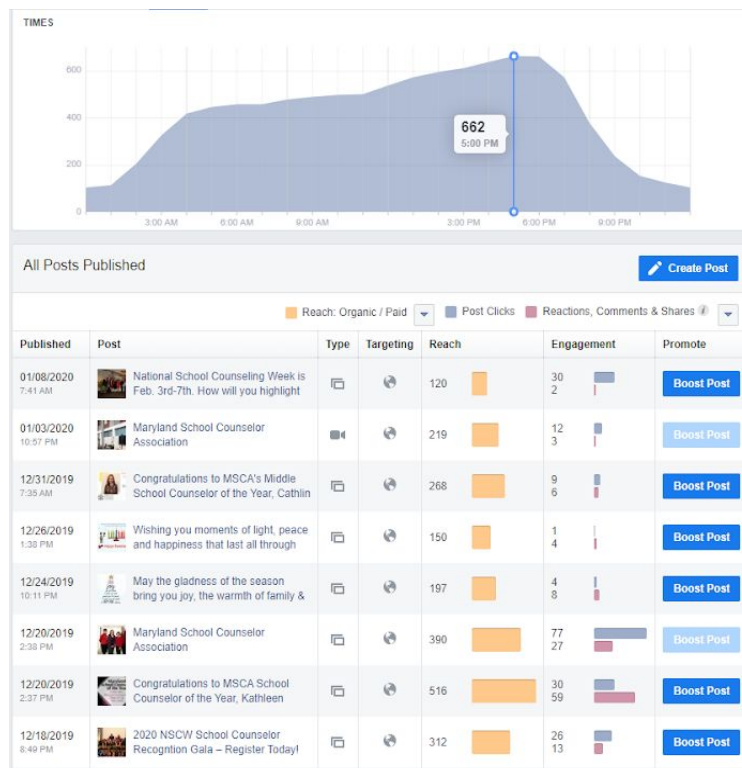 TIMES
600
400
200
0
662
5:00 PM
3:00 AM 6:00 AM 9:00 AM 3:00 PM 6:00 PM 9:00 PM
All Posts Published
Create Post
Reach: Organic / Paid Post Clicks Reactions, Comments & Shares i
Published Post Type Targeting Reach Engagement Promote
01/08/2020 National School Counseling Week is 120 30 Boost Post
7:41 AM Feb. 3rd-7th. How will you highlight 2
01/03/2020 Maryland School Counselor 219 12 Boost Post
10:57 PM Association 3
12/31/2019 Congratulations to MSCA's Middle 268 9 Boost Post
7:35 AM School Counselor of the Year, Cathlin 6
12/26/2019 Wishing you moments of light, peace 150 1 Boost Post
1:38 PM and happiness that last all through 4
12/24/2019 May the gladness of the season 197 4 Boost Post
10:11 PM bring you joy, the warmth of family & 8
12/20/2019 Maryland School Counselor 390 77 Boost Post
2:38 PM Association 27
12/20/2019 Congratulations to MSCA School 516 30 Boost Post
2:37 PM Counselor of the Year, Kathleen 59
12/18/2019 2020 NSCW School Counselor 312 26 Boost Post
8:49 PM Recogntion Gala – Register Today! 13